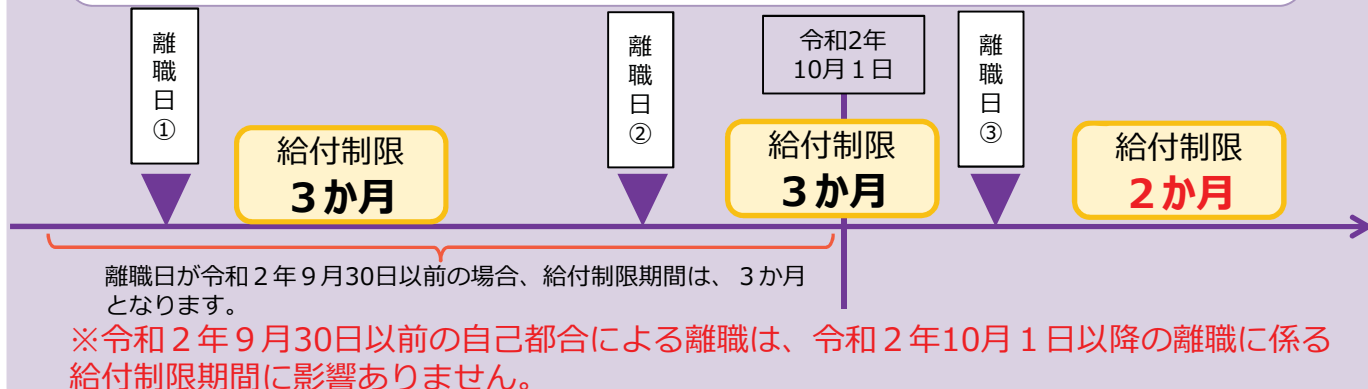 離職日①
離職日②
令和2年
10月１日
離職日③
給付制限
３か月
給付制限
３か月
給付制限
２か月
離職日が令和２年９月30日以前の場合、給付制限期間は、３か月
となります。
※令和２年９月30日以前の自己都合による離職は、令和２年10月１日以降の離職に係る
給付制限期間に影響ありません。